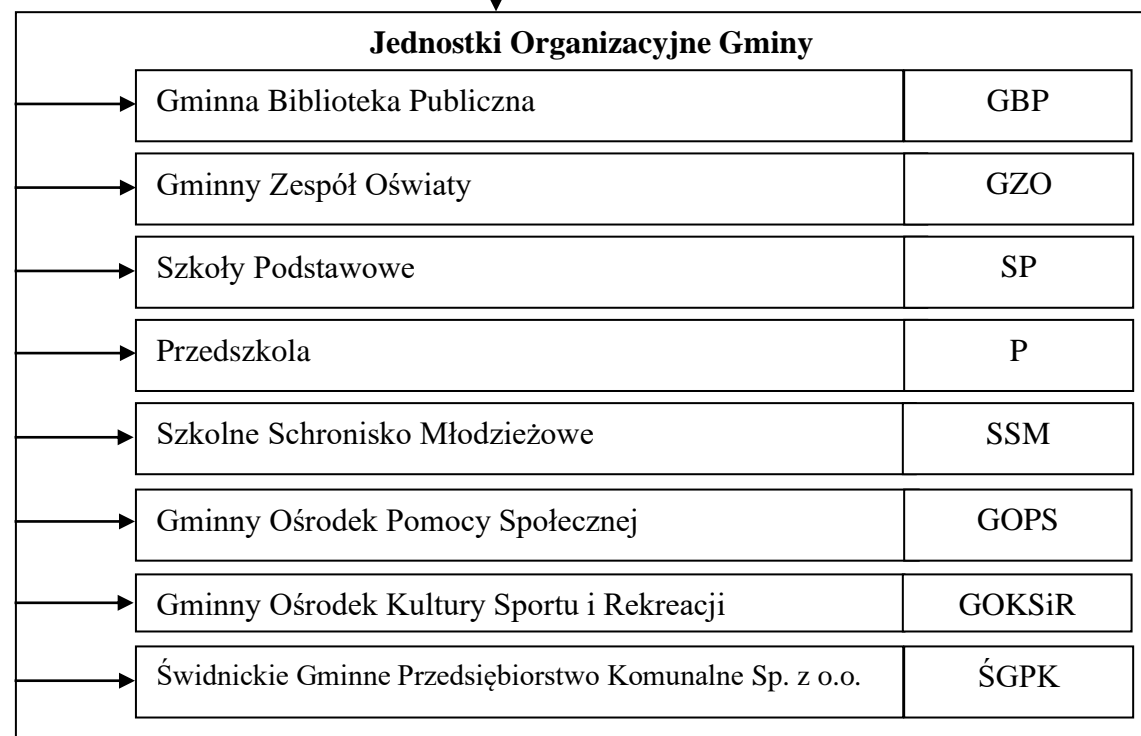 Jednostki Organizacyjne Gminy
Gminna Biblioteka Publiczna GBP
Gminny Zespół Oświaty GZO
Szkoły Podstawowe SP
Przedszkola P
Szkolne Schronisko Młodzieżowe SSM
Gminny Ośrodek Pomocy Społecznej GOPS
Gminny Ośrodek Kultury Sportu i Rekreacji GOKSiR
Świdnickie Gminne Przedsiębiorstwo Komunalne Sp. z o.o. ŚGPK